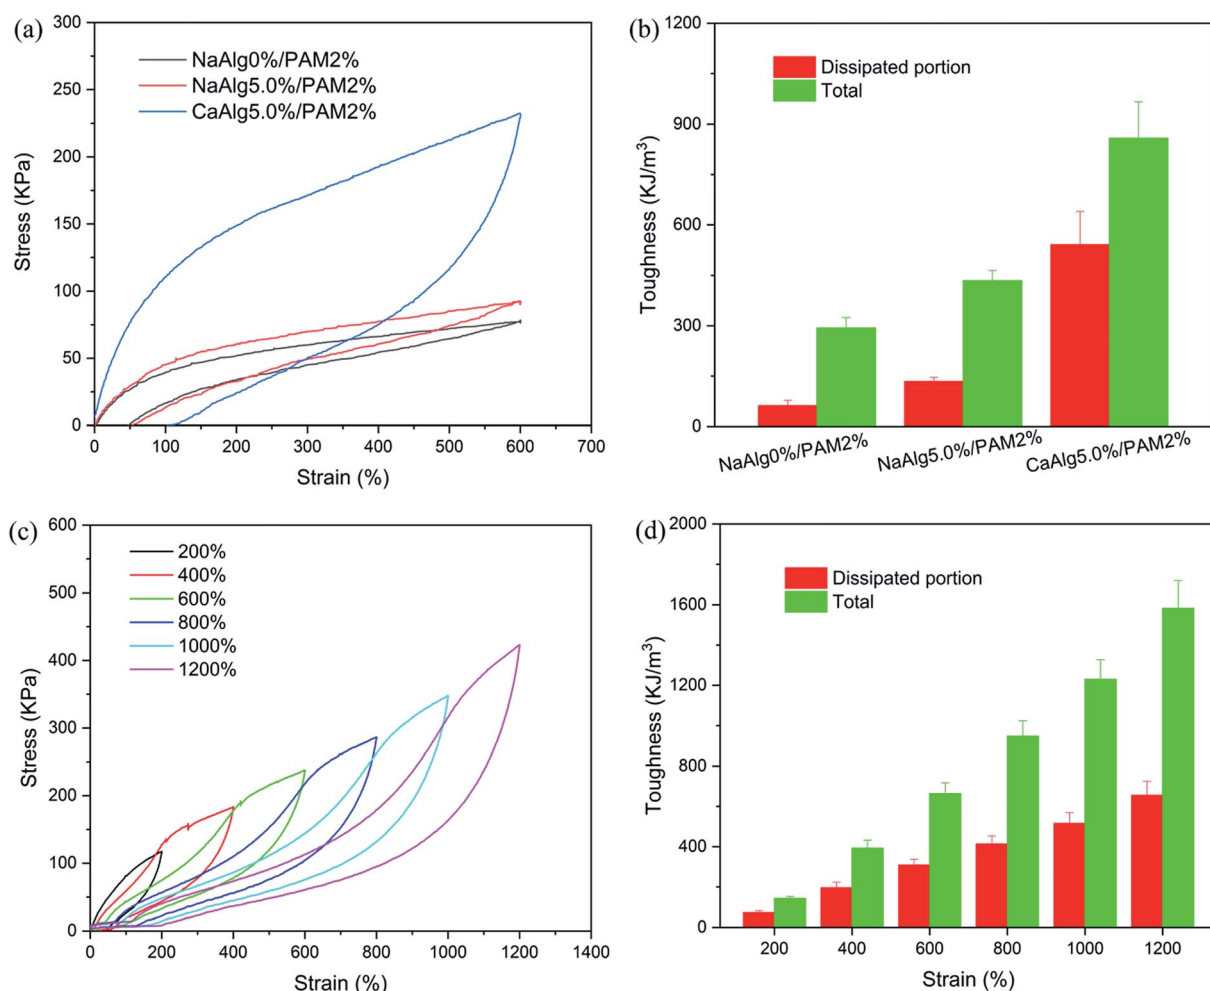 (a)
300
250
200
150
100
50
0
Stress (KPa)
NaAlg0%/PAM2%
NaAlg5.0%/PAM2%
CaAlg5.0%/PAM2%
0 100 200 300 400 500 600 700
Strain (%)
(b)
1200
900
600
300
0
Toughness (KJ/m³)
Dissipated portion
Total
NaAlg0%/PAM2%
NaAlg5.0%/PAM2%
CaAlg5.0%/PAM2%
(c)
600
500
400
300
200
100
0
Stress (KPa)
200%
400%
600%
800%
1000%
1200%
0 200 400 600 800 1000 1200 1400
Strain (%)
(d)
2000
1600
1200
800
400
0
Toughness (KJ/m³)
Dissipated portion
Total
200 400 600 800 1000 1200
Strain (%)